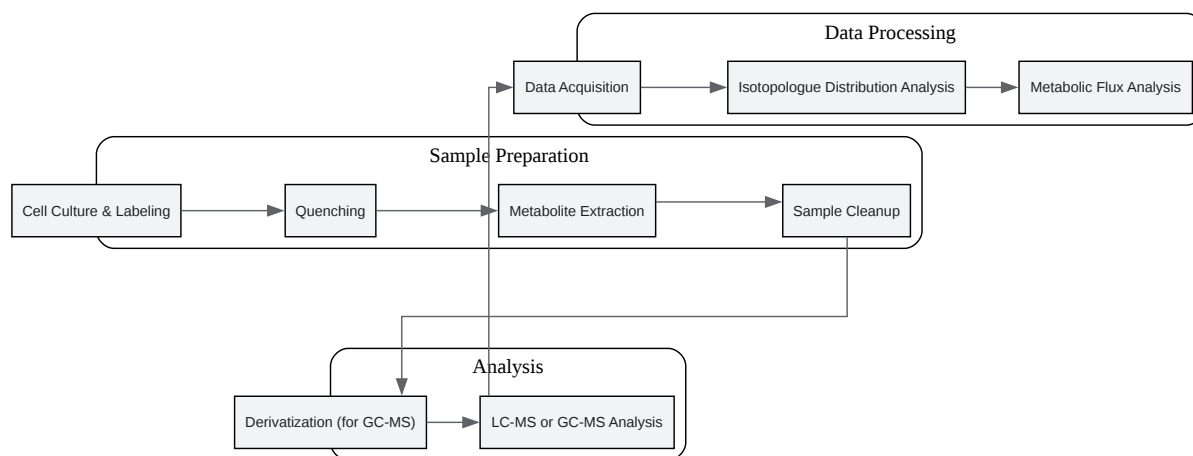 Data Processing
Data Acquisition
Isotopologue Distribution Analysis
Metabolic Flux Analysis
Sample Preparation
Cell Culture & Labeling
Quenching
Metabolite Extraction
Sample Cleanup
Analysis
Derivatization (for GC-MS)
LC-MS or GC-MS Analysis